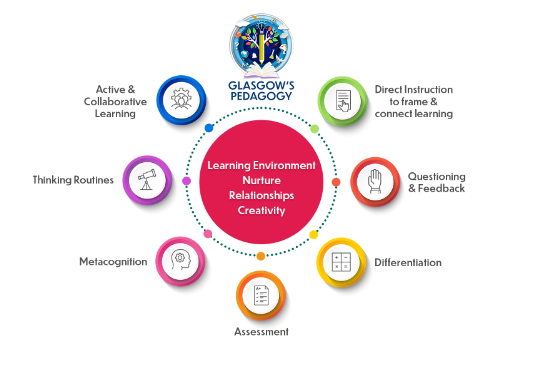 GLASGOW'S
PEDAGOGY
Active &
Collaborative
Learning
Direct Instruction
to frame &
connect learning
Learning Environment
Nurture
Relationships
Creativity
Thinking Routines
Questioning
& Feedback
Metacognition
Differentiation
Assessment